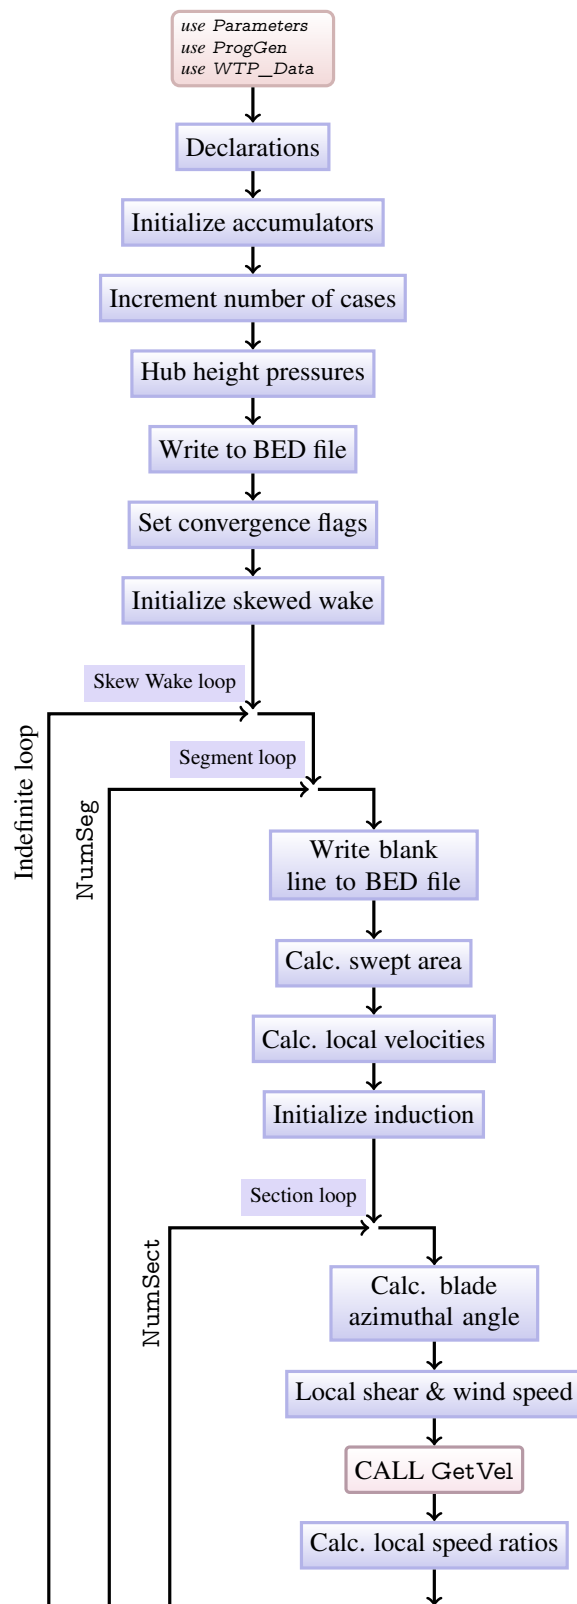 use Parameters
use ProgGen
use WTP_Data
Declarations
Initialize accumulators
Increment number of cases
Hub height pressures
Write to BED file
Set convergence flags
Initialize skewed wake
Skew Wake loop
Indefinite loop
Segment loop
NumSeg
Write blank
line to BED file
Calc. swept area
Calc. local velocities
Initialize induction
Section loop
NumSect
Calc. blade
azimuthal angle
Local shear & wind speed
CALL GetVel
Calc. local speed ratios